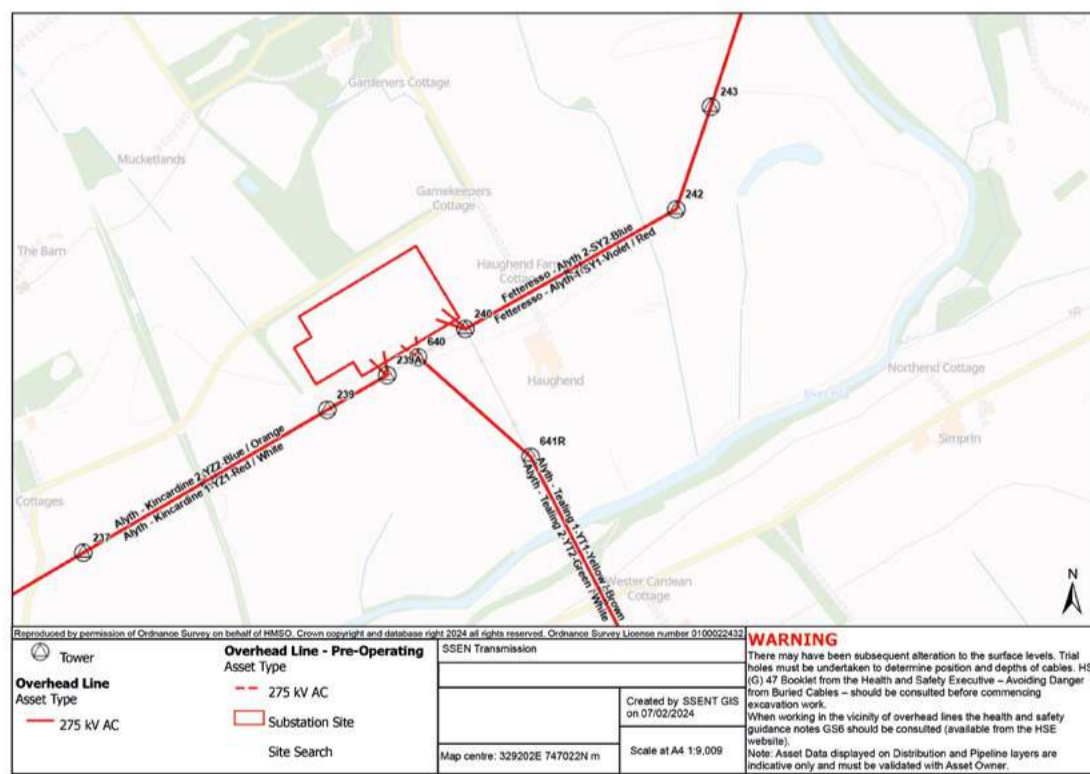 Gardeners Cottage
243
Mucketlands
Gamekeepers
Cottage
242
The Barn
Fetteresso - Alyth 2-SY2-Blue
Fetteresso - Alyth-1-SY1-Violet / Red
Haughend Farm
Cottage
240
640
239A
Haughend
River Isla
Northend Cottage
239
Simprin
641R
Alyth - Kincardine 2-YZ2-Blue / Orange
Alyth - Kincardine 1-YZ1-Red / White
Cottages
237
Alyth - Tealing 1-YT1-Yellow / Brown
Alyth - Tealing 2-YT2-Green / White
Wester Cardean
Cottage
N
Reproduced by permission of Ordnance Survey on behalf of HMSO. Crown copyright and database right 2024 all rights reserved. Ordnance Survey License number 0100022432
Tower
Overhead Line
Asset Type
275 kV AC
Overhead Line - Pre-Operating
Asset Type
275 kV AC
Substation Site
Site Search
SSEN Transmission
Created by SSENT GIS
on 07/02/2024
Map centre: 329202E 747022N m
Scale at A4 1:9,009
WARNING
There may have been subsequent alteration to the surface levels. Trial
holes must be undertaken to determine position and depths of cables. HS
(G) 47 Booklet from the Health and Safety Executive – Avoiding Danger
from Buried Cables – should be consulted before commencing
excavation work.
When working in the vicinity of overhead lines the health and safety
guidance notes GS6 should be consulted (available from the HSE
website).
Note: Asset Data displayed on Distribution and Pipeline layers are
indicative only and must be validated with Asset Owner.